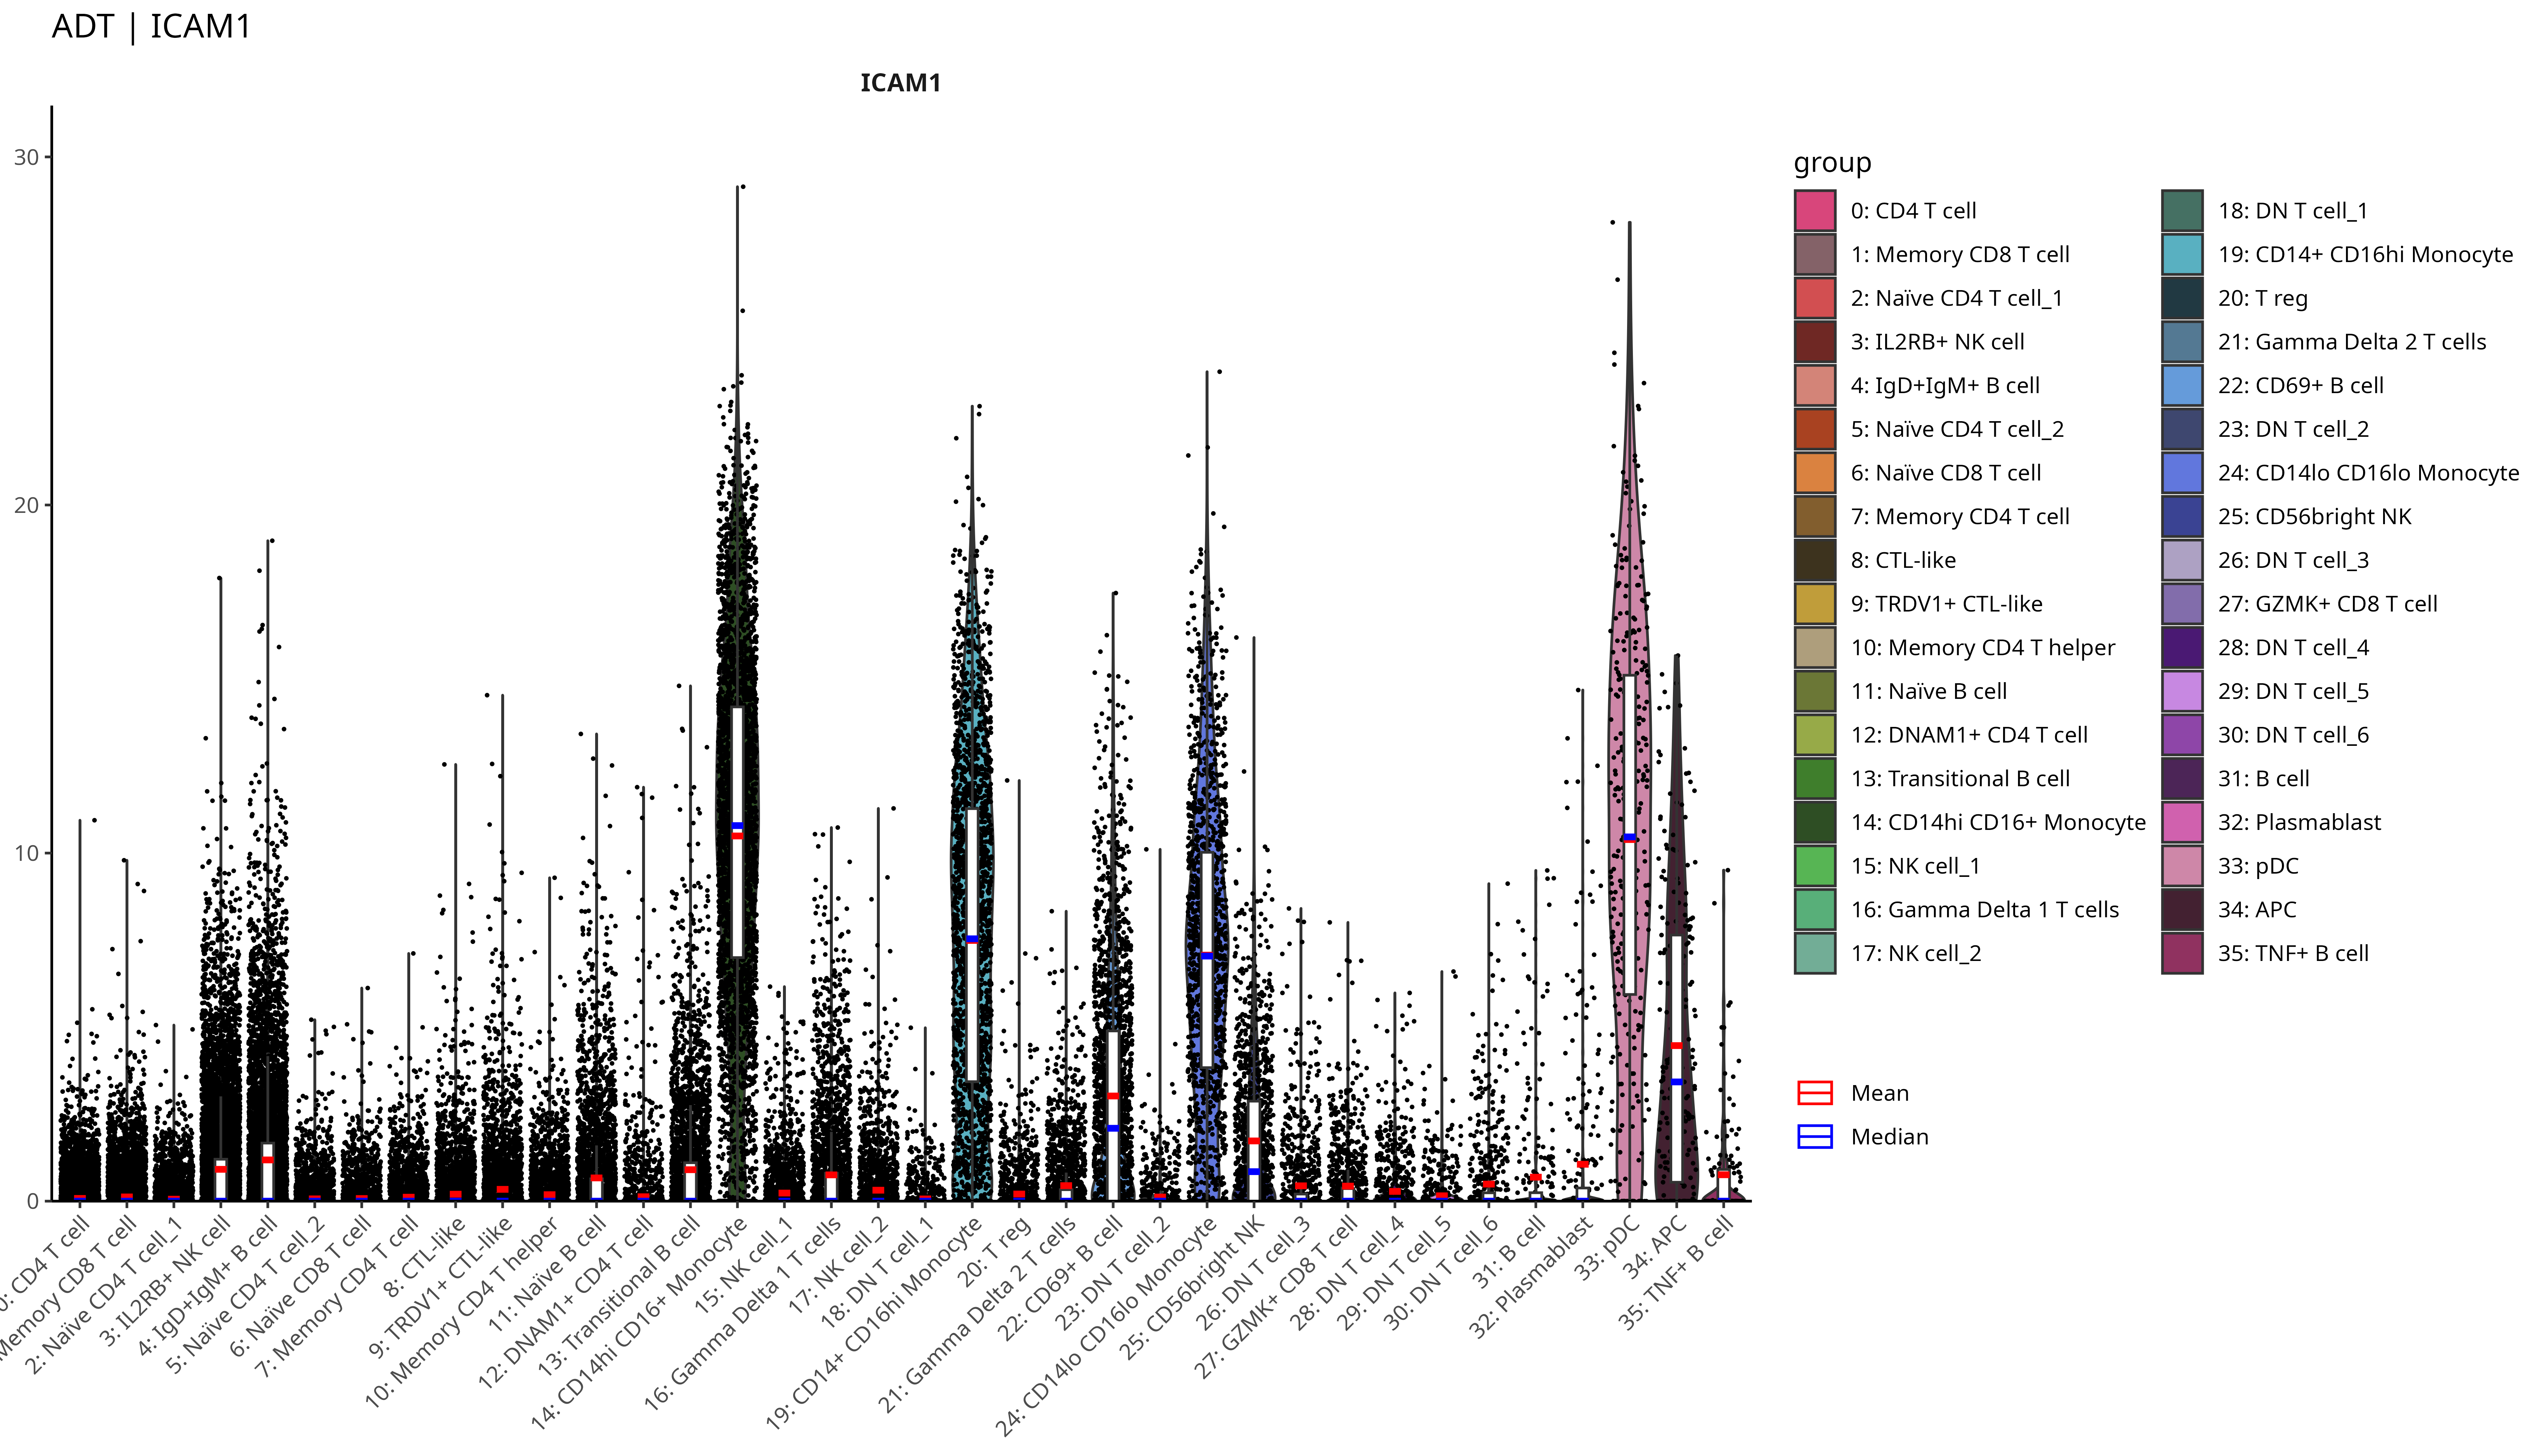 ADT | ICAM1
ICAM1
30
20
10
0
0: CD4 T cell
Memory CD8 T cell
2: Naïve CD4 T cell_1
3: IL2RB+ NK cell
4: IgD+IgM+ B cell
5: Naïve CD4 T cell_2
6: Naïve CD8 T cell
7: Memory CD4 T cell
8: CTL-like
9: TRDV1+ CTL-like
10: Memory CD4 T helper
11: Naïve B cell
12: DNAM1+ CD4 T cell
13: Transitional B cell
14: CD14hi CD16+ Monocyte
15: NK cell_1
16: Gamma Delta 1 T cells
17: NK cell_2
18: DN T cell_1
19: CD14+ CD16hi Monocyte
20: T reg
21: Gamma Delta 2 T cells
22: CD69+ B cell
23: DN T cell_2
24: CD14lo CD16lo Monocyte
25: CD56bright NK
26: DN T cell_3
27: GZMK+ CD8 T cell
28: DN T cell_4
29: DN T cell_5
30: DN T cell_6
31: B cell
32: Plasmablast
33: pDC
34: APC
35: TNF+ B cell
group
0: CD4 T cell
1: Memory CD8 T cell
2: Naïve CD4 T cell_1
3: IL2RB+ NK cell
4: IgD+IgM+ B cell
5: Naïve CD4 T cell_2
6: Naïve CD8 T cell
7: Memory CD4 T cell
8: CTL-like
9: TRDV1+ CTL-like
10: Memory CD4 T helper
11: Naïve B cell
12: DNAM1+ CD4 T cell
13: Transitional B cell
14: CD14hi CD16+ Monocyte
15: NK cell_1
16: Gamma Delta 1 T cells
17: NK cell_2
18: DN T cell_1
19: CD14+ CD16hi Monocyte
20: T reg
21: Gamma Delta 2 T cells
22: CD69+ B cell
23: DN T cell_2
24: CD14lo CD16lo Monocyte
25: CD56bright NK
26: DN T cell_3
27: GZMK+ CD8 T cell
28: DN T cell_4
29: DN T cell_5
30: DN T cell_6
31: B cell
32: Plasmablast
33: pDC
34: APC
35: TNF+ B cell
Mean
Median